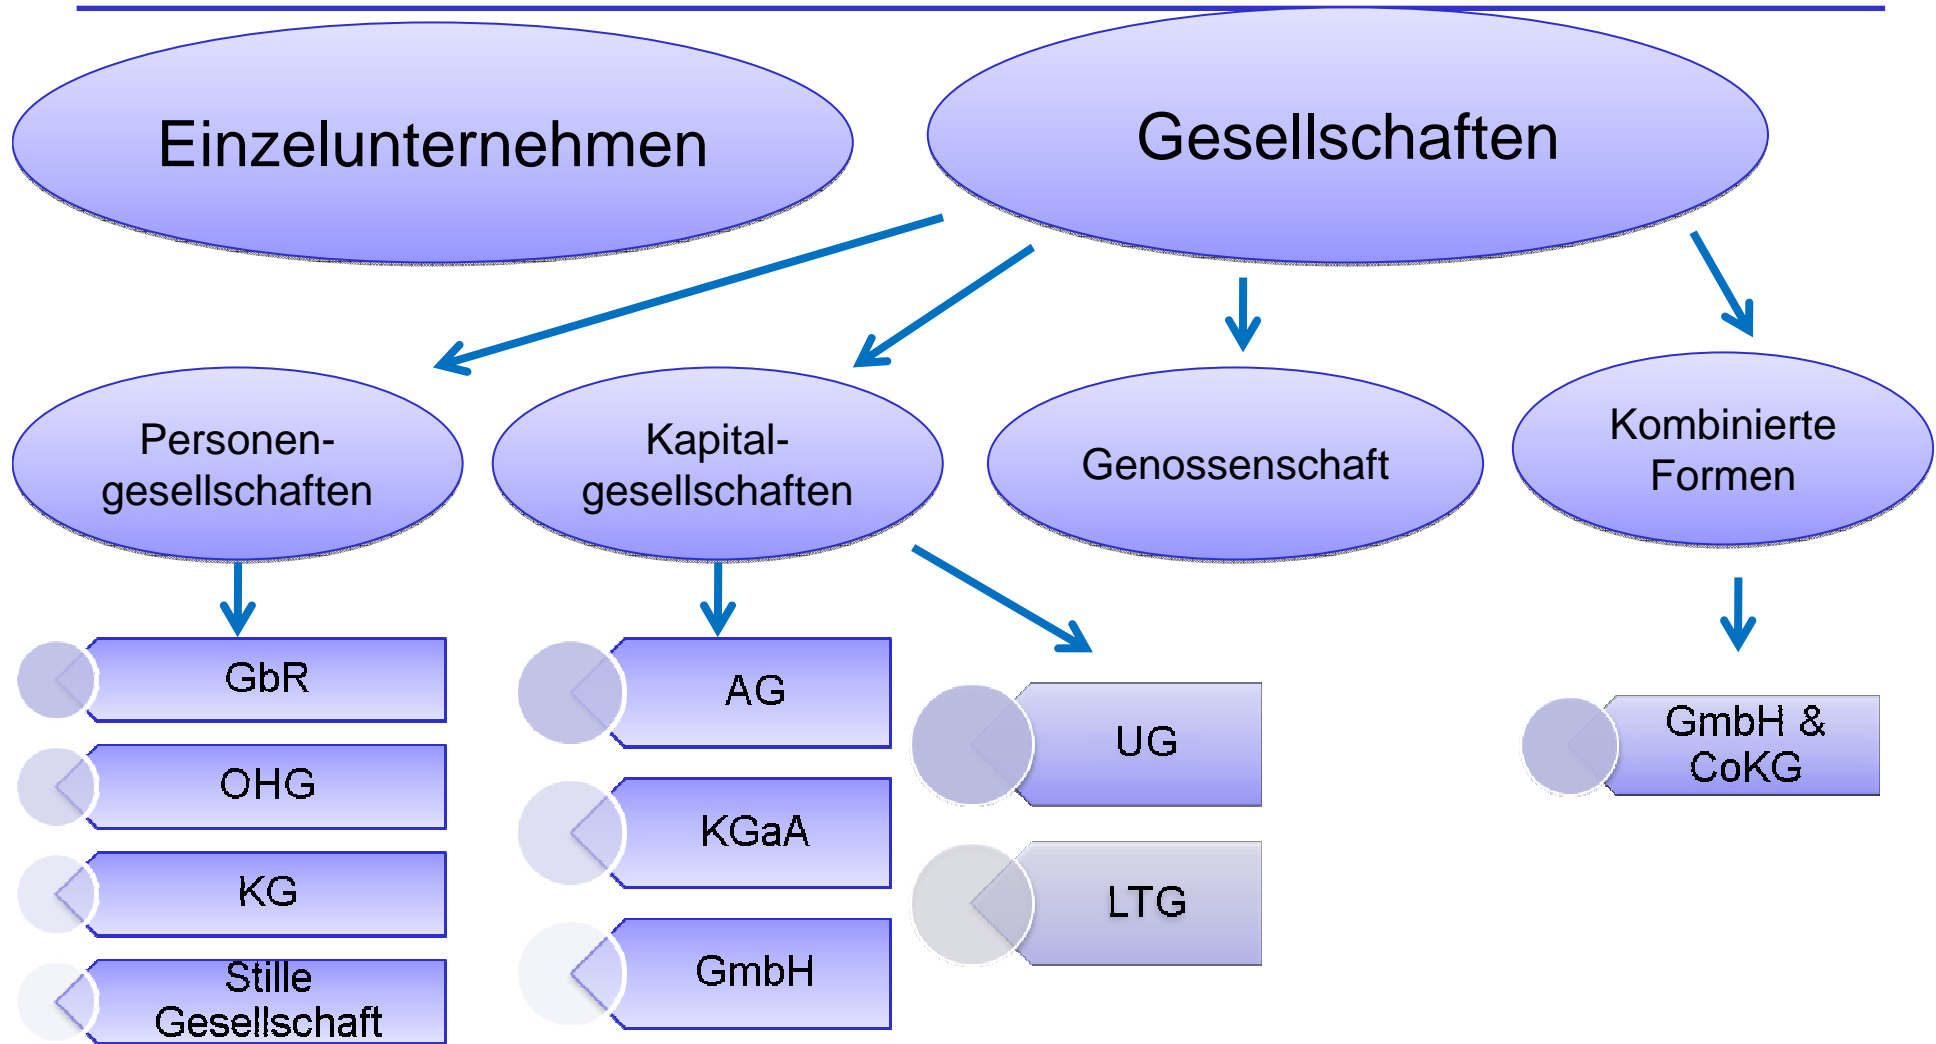 Einzelunternehmen
Gesellschaften
Personen-
gesellschaften
Kapital-
gesellschaften
Genossenschaft
Kombinierte
Formen
GbR
OHG
KG
Stille
Gesellschaft
AG
KGaA
GmbH
UG
LTG
GmbH &
CoKG